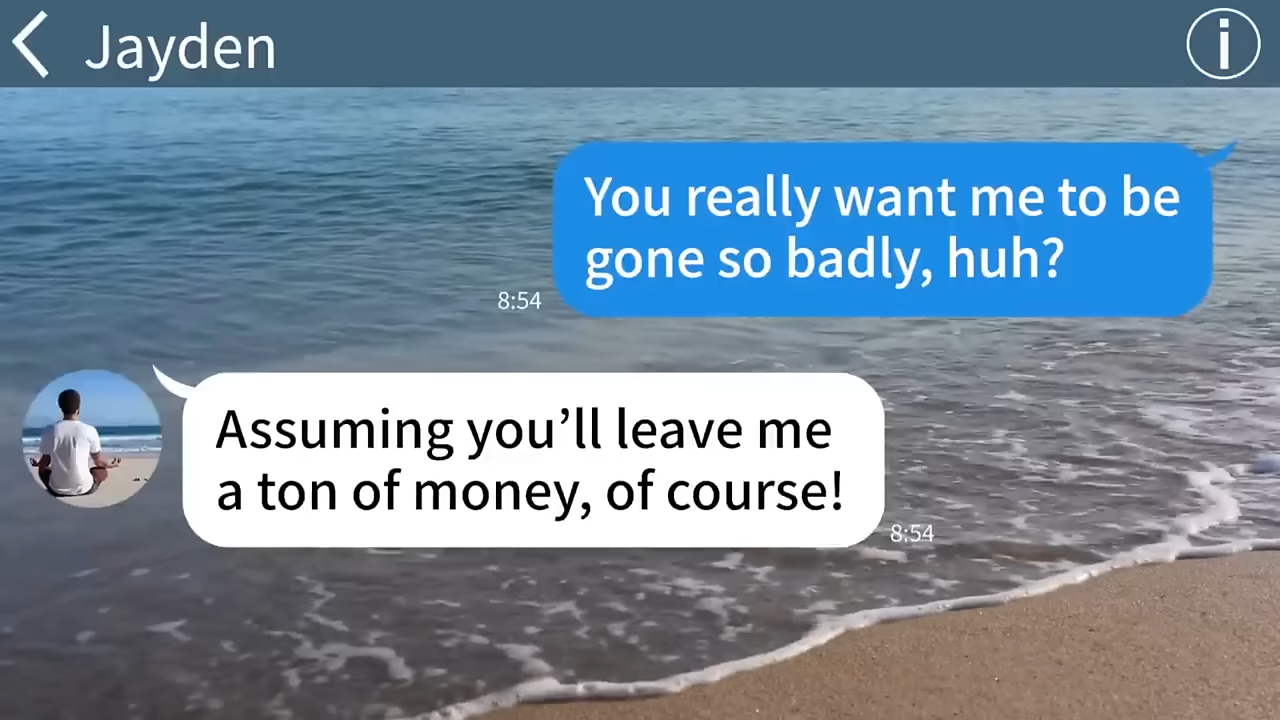 Jayden
You really want me to be
gone so badly, huh?
8:54
Assuming you’ll leave me
a ton of money, of course!
8:54